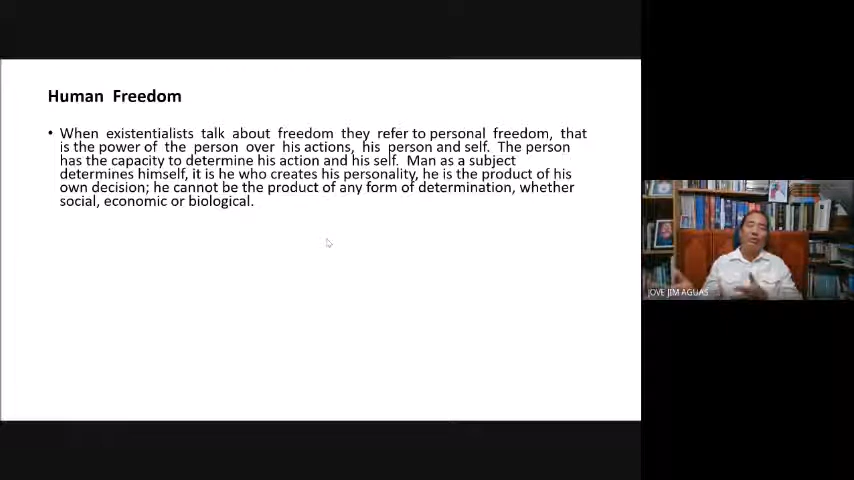 Human Freedom
• When existentialists talk about freedom they refer to personal freedom, that
is the power of the person over his actions, his person and self. The person
has the capacity to determine his action and his self. Man as a subject
determines himself, it is he who creates his personality, he is the product of his
own decision; he cannot be the product of any form of determination, whether
social, economic or biological.
JOVE JIM AGUAS